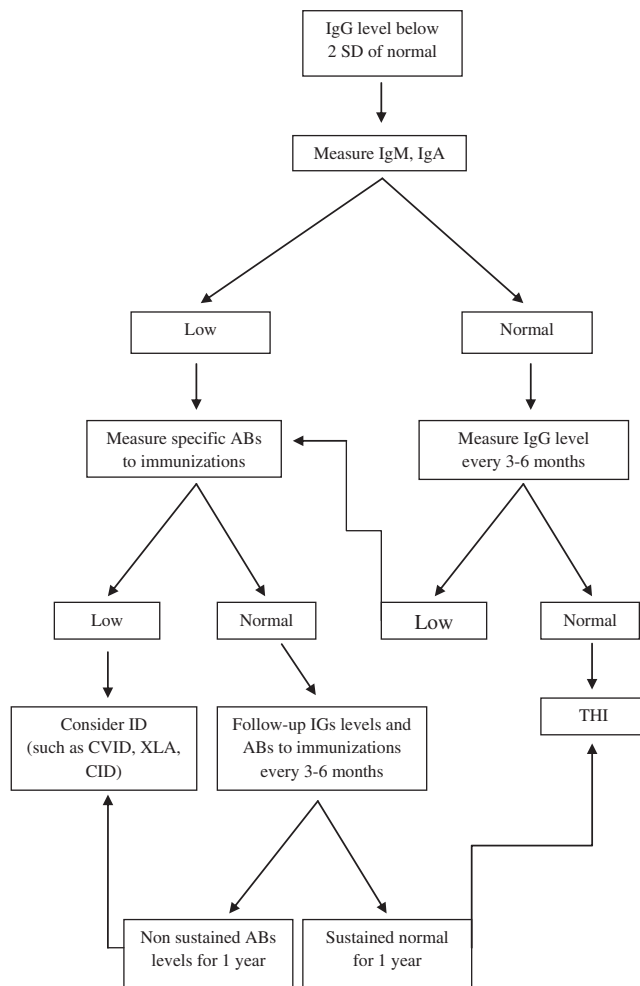 IgG level below
2 SD of normal
Measure IgM, IgA
Low
Normal
Measure specific ABs
to immunizations
Measure IgG level
every 3-6 months
Low
Normal
Low
Normal
Consider ID
(such as CVID, XLA,
CID)
Follow-up IGs levels and
ABs to immunizations
every 3-6 months
THI
Non sustained ABs
levels for 1 year
Sustained normal
for 1 year